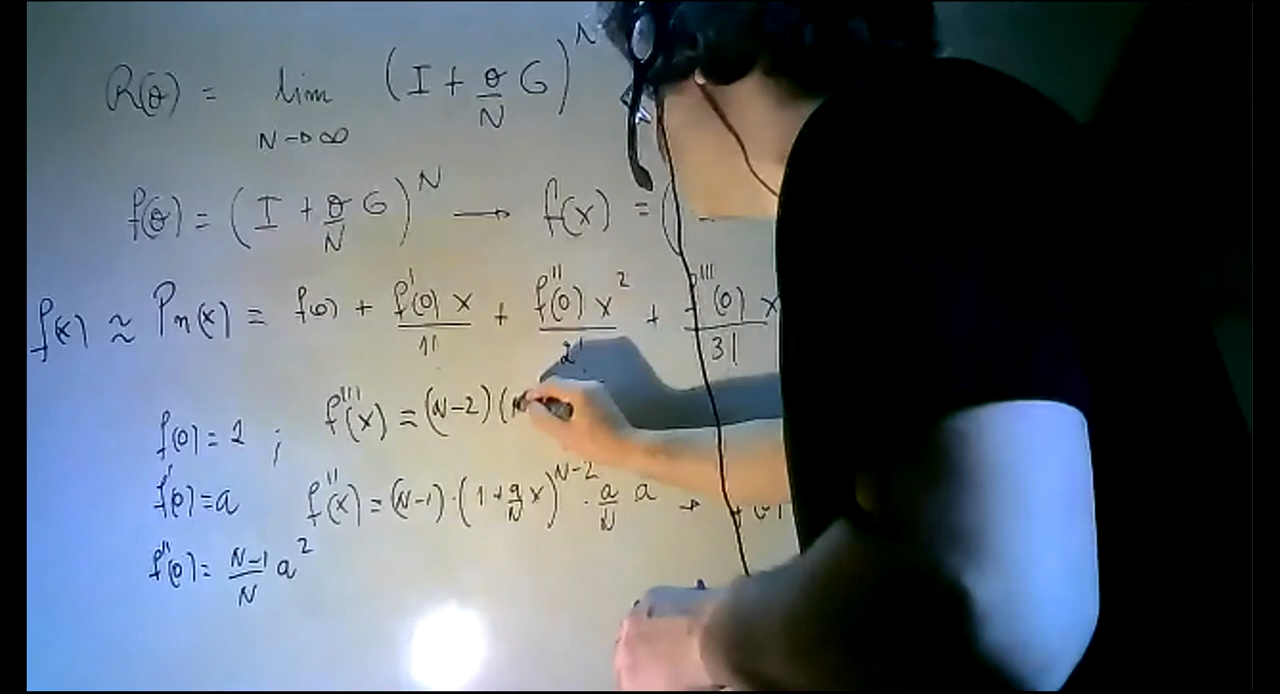 R(θ) = lim N→∞ (I + θ/N G)^N
f(θ) = (I + θ/N G)^N → f(x) = (
f(x) ≈ Pn(x) = f(0) + f'(0) x / 1! + f''(0) x² / 2! + f'''(0) x / 3!
f(0) = 1 ; f'''(x) = (N-2) (N
f'(0) = a f''(x) = (N-1) · (1 + a/N x)^N-2 · a/N a →
f''(0) = N-1/N a²